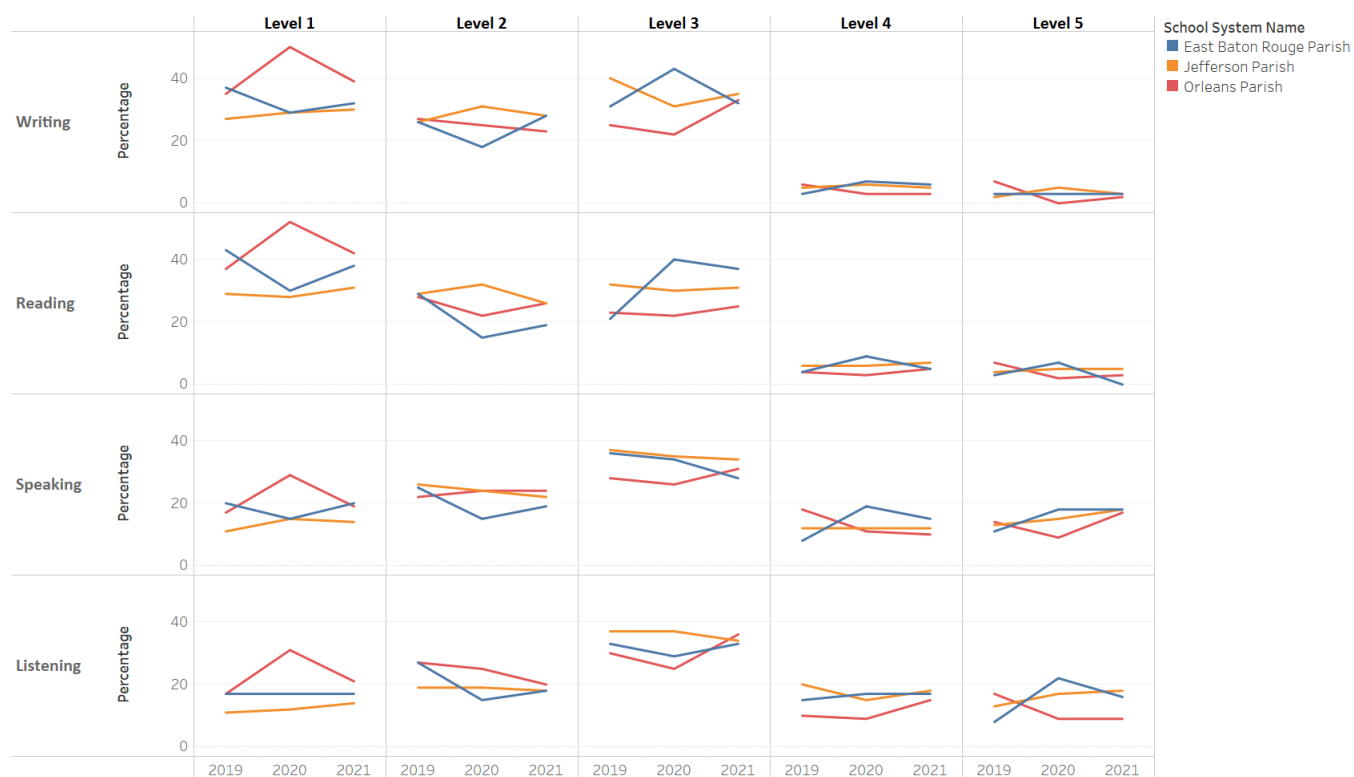 Level 1 Level 2 Level 3 Level 4 Level 5
School System Name
East Baton Rouge Parish
Jefferson Parish
Orleans Parish
Writing
Percentage
40
20
0
Reading
Percentage
40
20
0
Speaking
Percentage
40
20
0
Listening
Percentage
40
20
0
2019 2020 2021 2019 2020 2021 2019 2020 2021 2019 2020 2021 2019 2020 2021